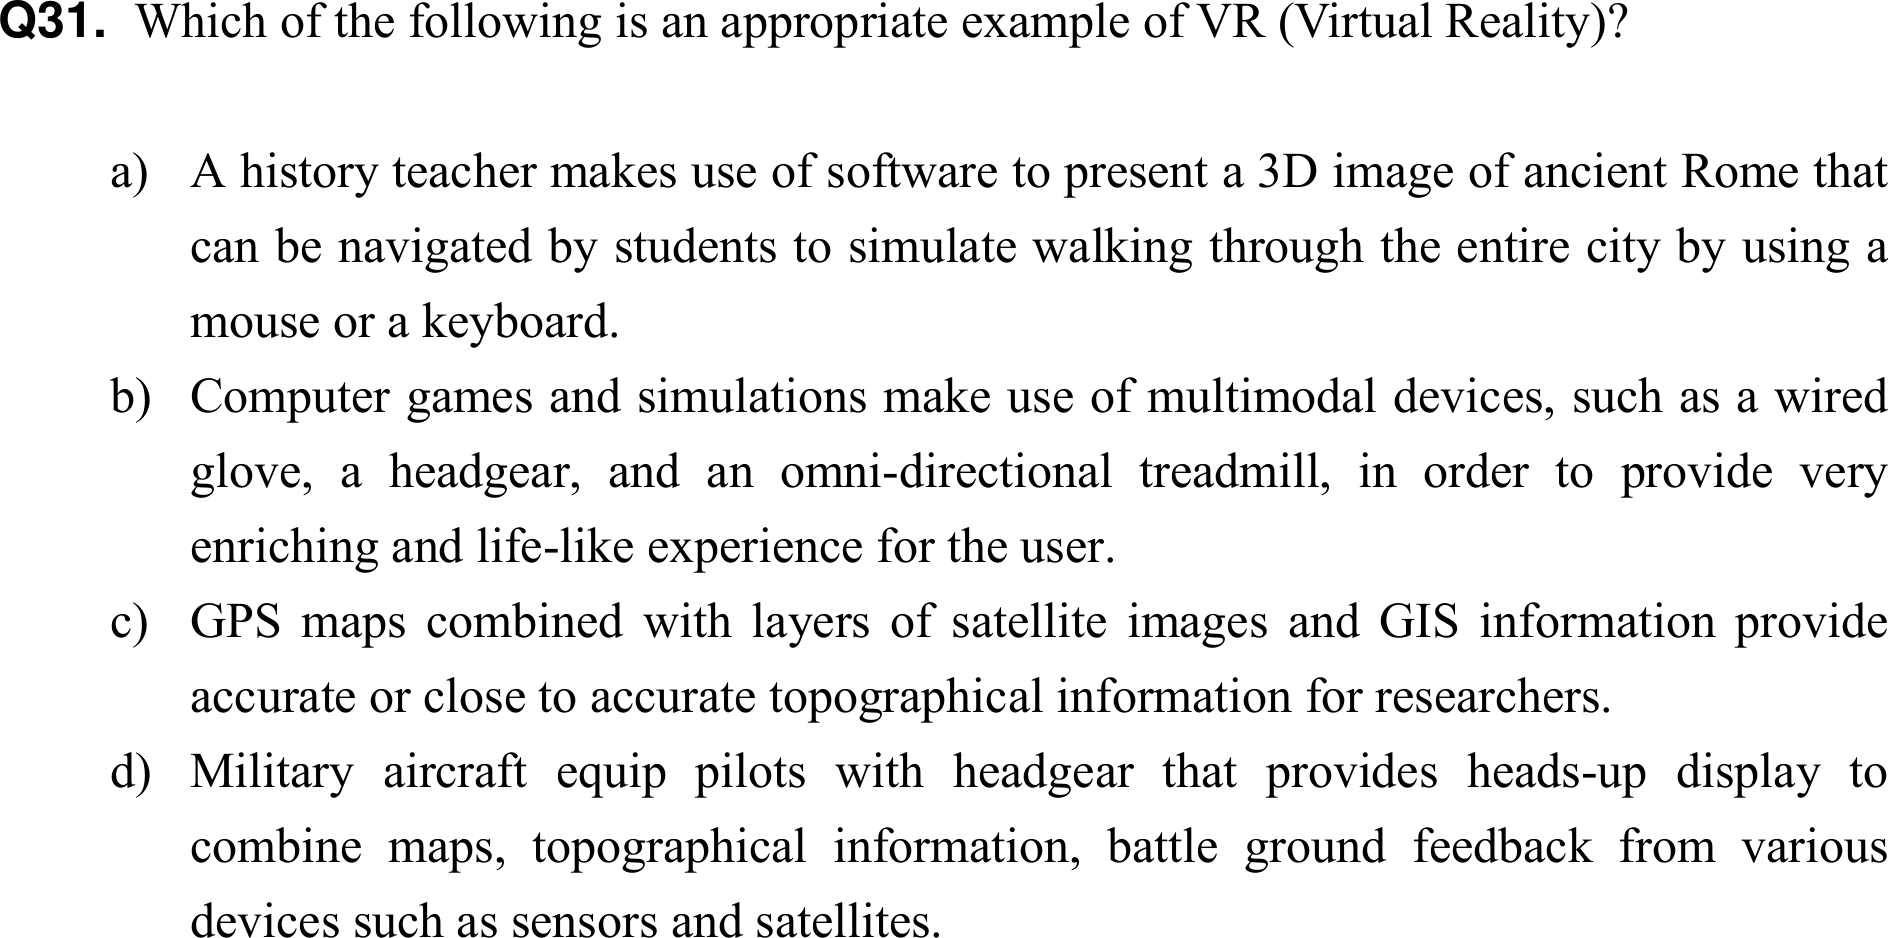 Q31. Which of the following is an appropriate example of VR (Virtual Reality)?
a) A history teacher makes use of software to present a 3D image of ancient Rome that
can be navigated by students to simulate walking through the entire city by using a
mouse or a keyboard.
b) Computer games and simulations make use of multimodal devices, such as a wired
glove, a headgear, and an omni-directional treadmill, in order to provide very
enriching and life-like experience for the user.
c) GPS maps combined with layers of satellite images and GIS information provide
accurate or close to accurate topographical information for researchers.
d) Military aircraft equip pilots with headgear that provides heads-up display to
combine maps, topographical information, battle ground feedback from various
devices such as sensors and satellites.